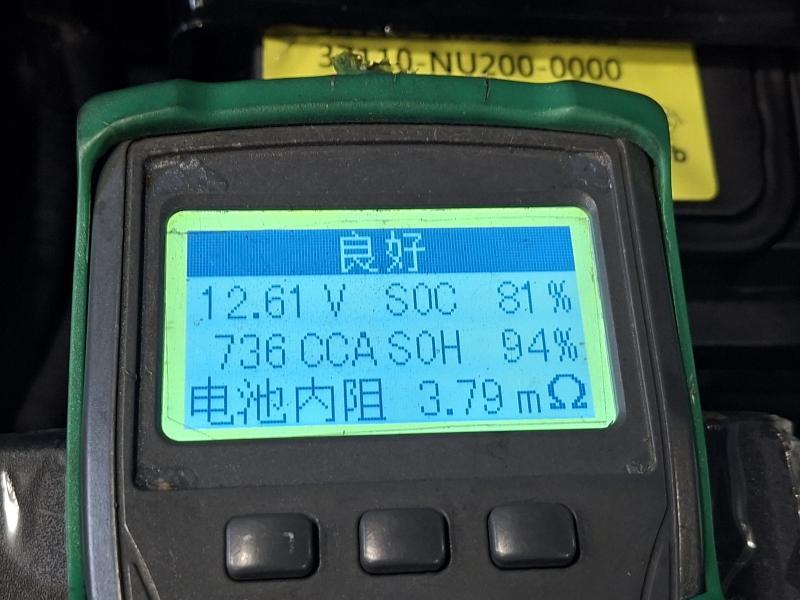 37110-NU200-0000
良好
12.61 V SOC 81%
736 CCA SOH 94%
电池内阻 3.79 mΩ